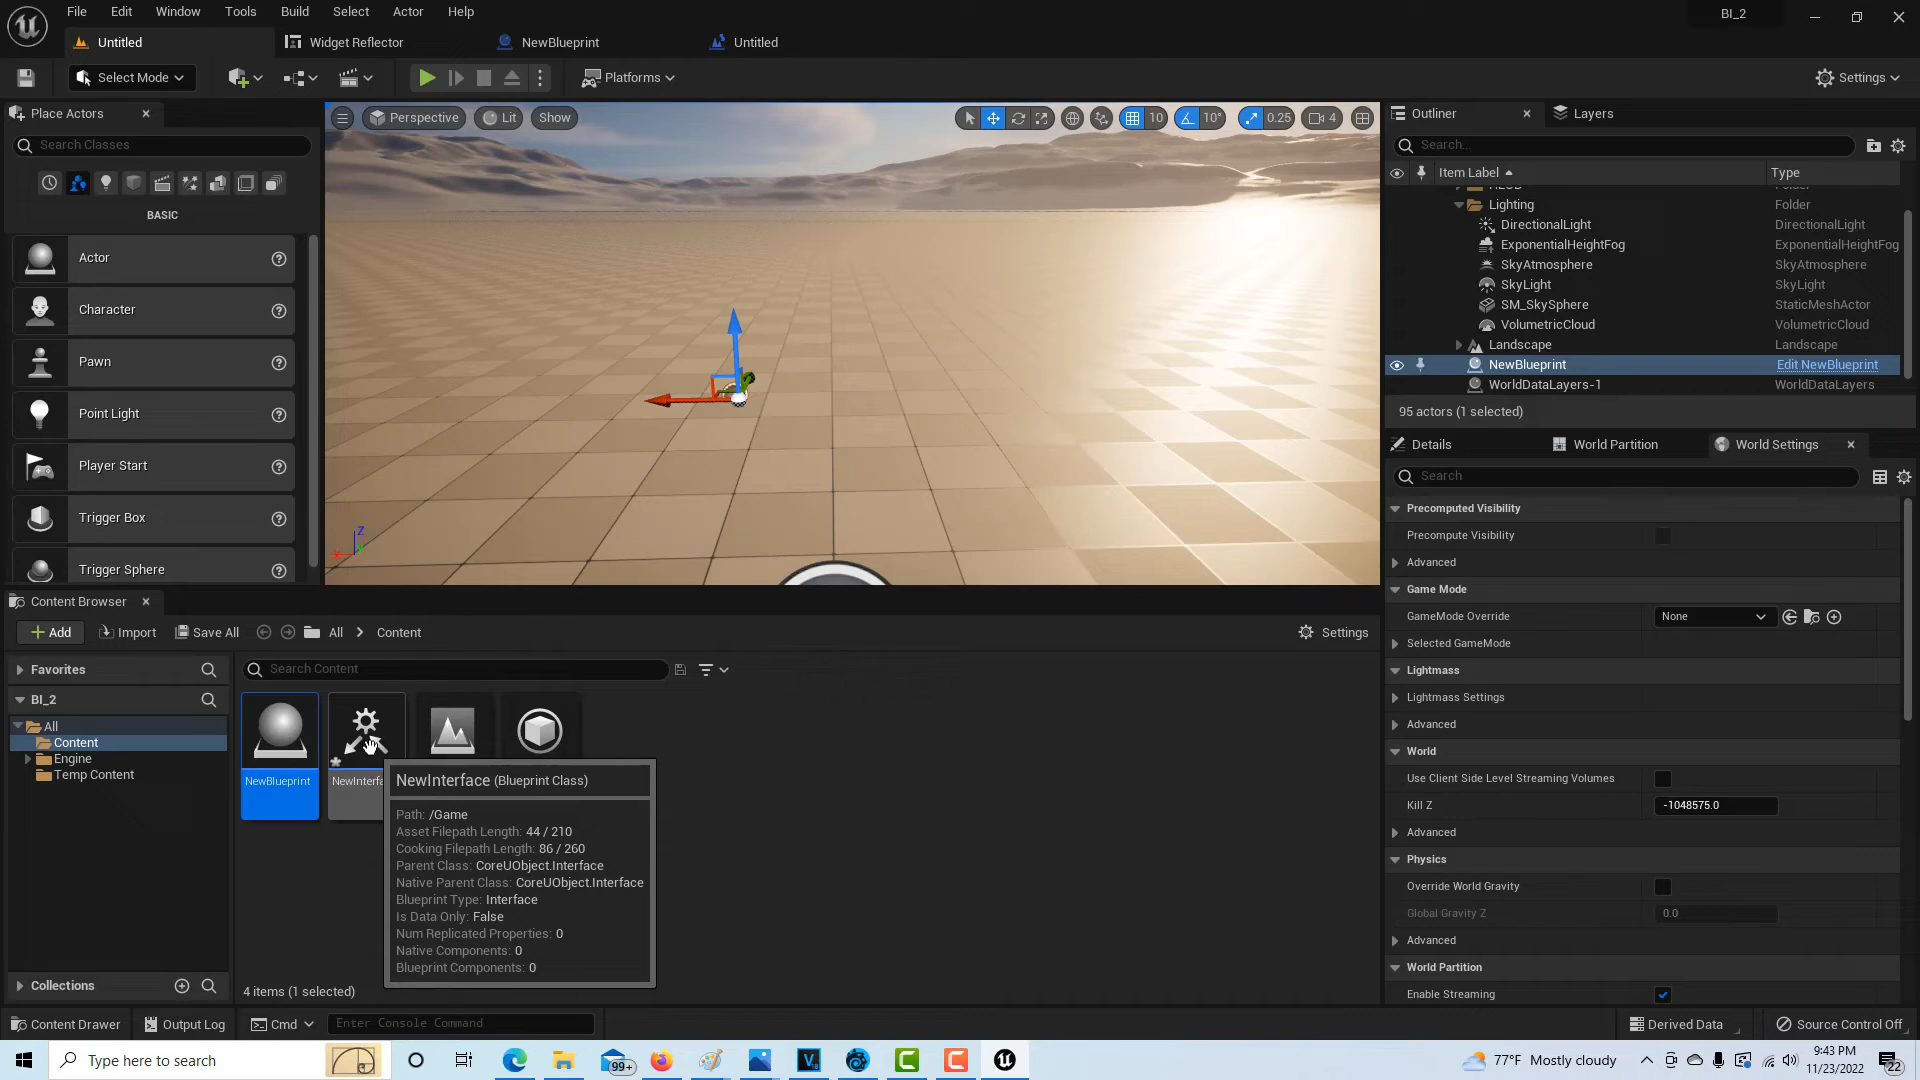 File Edit Window Tools Build Select Actor Help
BI_2
Untitled
Widget Reflector
NewBlueprint
Untitled
Select Mode
Platforms
Settings
Place Actors
Search Classes
BASIC
Actor
Character
Pawn
Point Light
Player Start
Trigger Box
Trigger Sphere
Perspective
Lit
Show
10
10°
0.25
4
Z
Outliner
Layers
Search...
Item Label
Type
Folder
Lighting
Folder
DirectionalLight
DirectionalLight
ExponentialHeightFog
ExponentialHeightFog
SkyAtmosphere
SkyAtmosphere
SkyLight
SkyLight
SM_SkySphere
StaticMeshActor
VolumetricCloud
VolumetricCloud
Landscape
Landscape
NewBlueprint
Edit NewBlueprint
WorldDataLayers-1
WorldDataLayers
95 actors (1 selected)
Details
World Partition
World Settings
Search
Precomputed Visibility
Precompute Visibility
Advanced
Game Mode
GameMode Override
None
Selected GameMode
Lightmass
Lightmass Settings
Advanced
World
Use Client Side Level Streaming Volumes
Kill Z
-1048575.0
Advanced
Physics
Override World Gravity
Global Gravity Z
0.0
Advanced
World Partition
Enable Streaming
Content Browser
Add
Import
Save All
All
Content
Settings
Favorites
BI_2
All
Content
Engine
Temp Content
Collections
Search Content
NewBlueprint
NewInterfa
NewInterface (Blueprint Class)
Path: /Game
Asset Filepath Length: 44 / 210
Cooking Filepath Length: 86 / 260
Parent Class: CoreUObject.Interface
Native Parent Class: CoreUObject.Interface
Blueprint Type: Interface
Is Data Only: False
Num Replicated Properties: 0
Native Components: 0
Blueprint Components: 0
4 items (1 selected)
Content Drawer
Output Log
Cmd
Enter Console Command
Derived Data
Source Control Off
Type here to search
99+
77°F Mostly cloudy
9:43 PM
11/23/2022
22